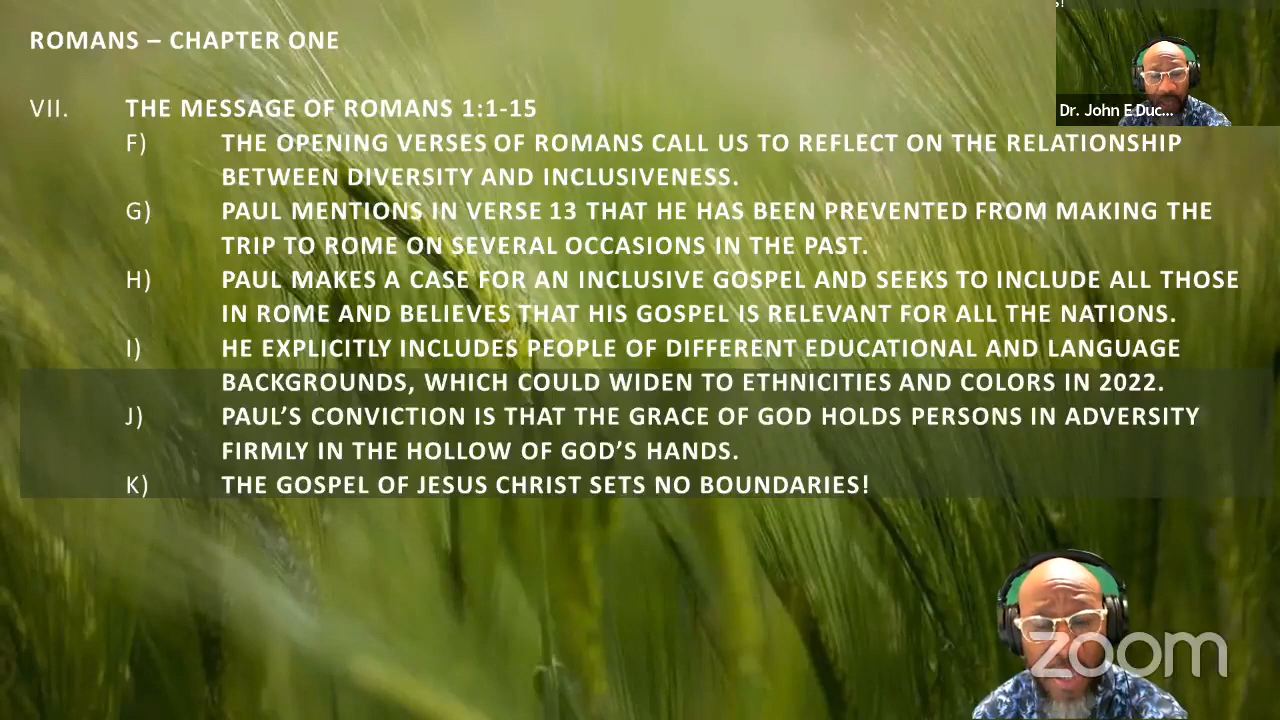 ROMANS – CHAPTER ONE
VII. THE MESSAGE OF ROMANS 1:1-15
F) THE OPENING VERSES OF ROMANS CALL US TO REFLECT ON THE RELATIONSHIP
BETWEEN DIVERSITY AND INCLUSIVENESS.
G) PAUL MENTIONS IN VERSE 13 THAT HE HAS BEEN PREVENTED FROM MAKING THE
TRIP TO ROME ON SEVERAL OCCASIONS IN THE PAST.
H) PAUL MAKES A CASE FOR AN INCLUSIVE GOSPEL AND SEEKS TO INCLUDE ALL THOSE
IN ROME AND BELIEVES THAT HIS GOSPEL IS RELEVANT FOR ALL THE NATIONS.
I) HE EXPLICITLY INCLUDES PEOPLE OF DIFFERENT EDUCATIONAL AND LANGUAGE
BACKGROUNDS, WHICH COULD WIDEN TO ETHNICITIES AND COLORS IN 2022.
J) PAUL’S CONVICTION IS THAT THE GRACE OF GOD HOLDS PERSONS IN ADVERSITY
FIRMLY IN THE HOLLOW OF GOD’S HANDS.
K) THE GOSPEL OF JESUS CHRIST SETS NO BOUNDARIES!
Dr. John E Duc...
zoom